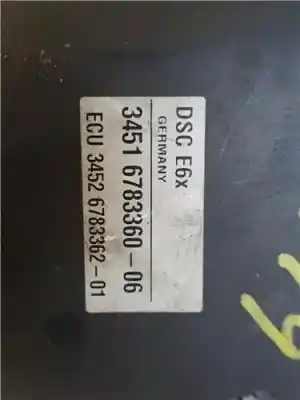 DSC E6x
GERMANY
3451 6783360-06
ECU 3452 6783362-01